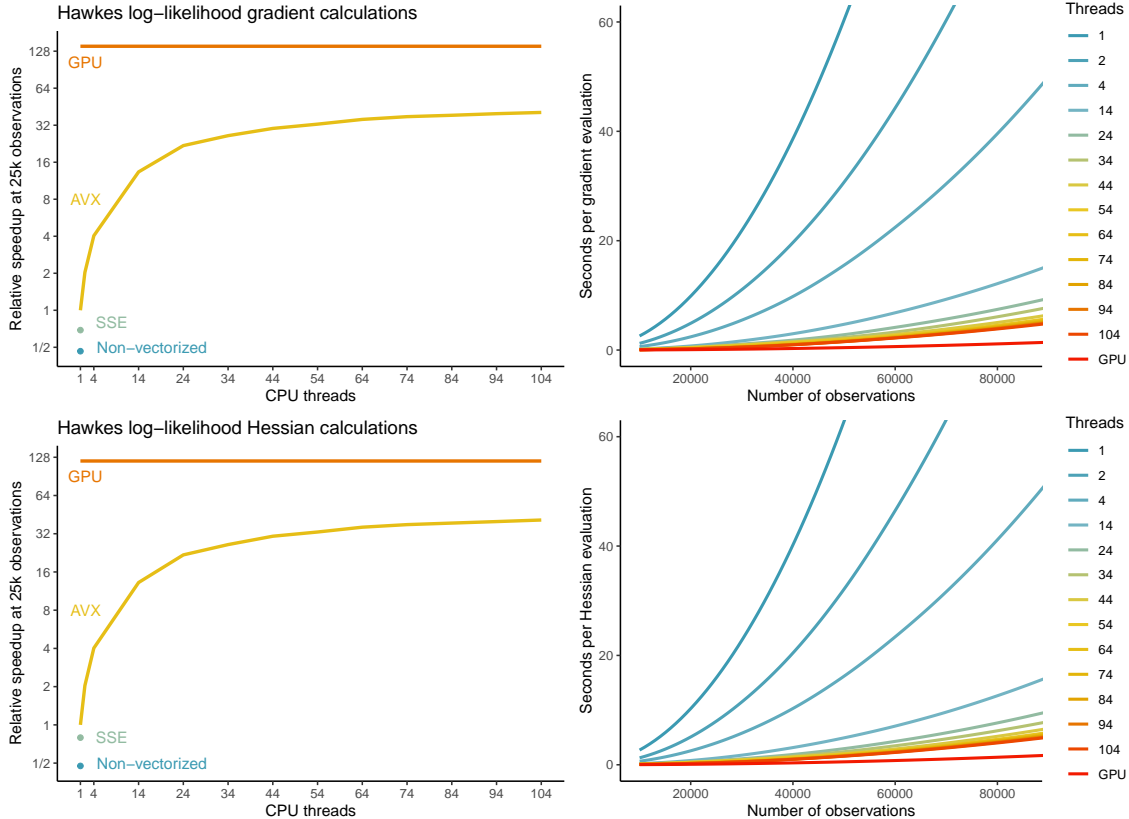 Hawkes log−likelihood gradient calculations
Relative speedup at 25k observations
128
64
32
16
8
4
2
1
1/2
GPU
AVX
SSE
Non−vectorized
1 4 14 24 34 44 54 64 74 84 94 104
CPU threads
Seconds per gradient evaluation
60
40
20
0
20000 40000 60000 80000
Number of observations
Threads
1
2
4
14
24
34
44
54
64
74
84
94
104
GPU
Hawkes log−likelihood Hessian calculations
Relative speedup at 25k observations
128
64
32
16
8
4
2
1
1/2
GPU
AVX
SSE
Non−vectorized
1 4 14 24 34 44 54 64 74 84 94 104
CPU threads
Seconds per Hessian evaluation
60
40
20
0
20000 40000 60000 80000
Number of observations
Threads
1
2
4
14
24
34
44
54
64
74
84
94
104
GPU